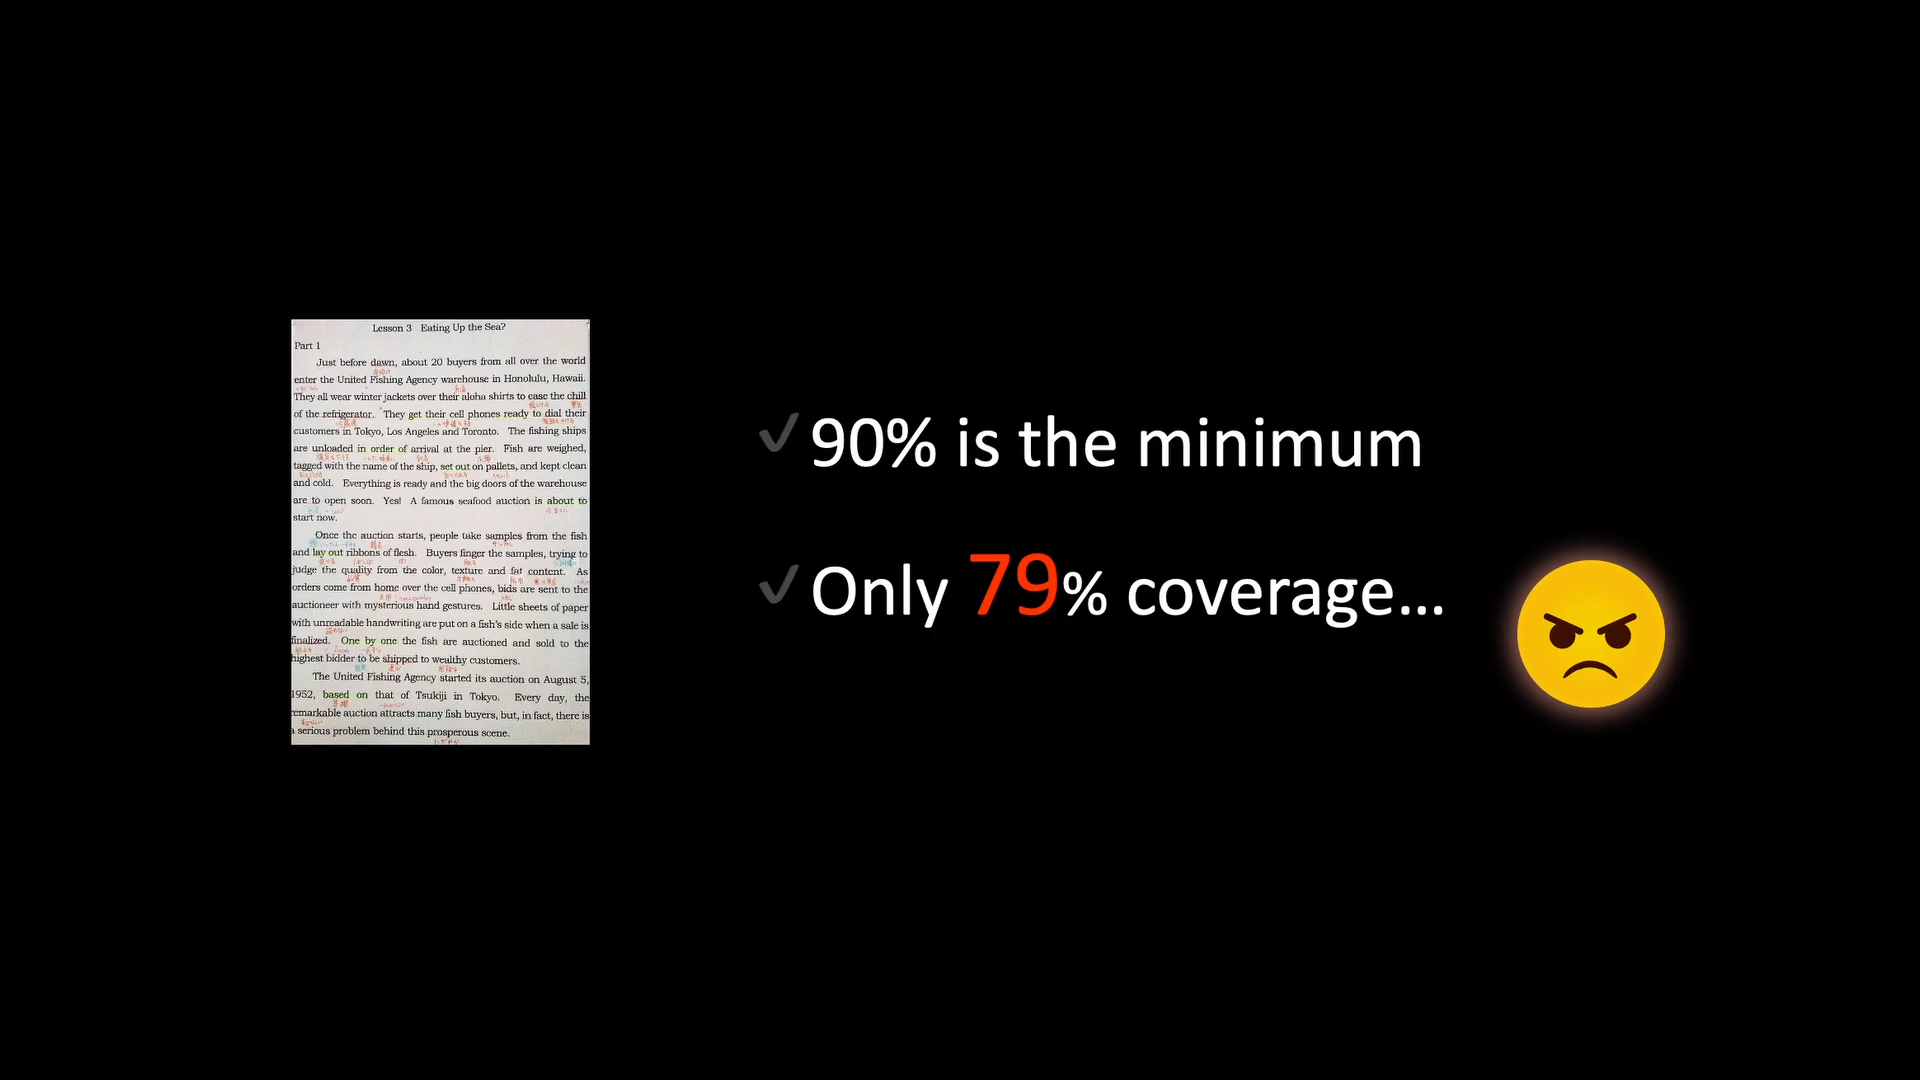 Lesson 3 Eating Up the Sea?
Part 1
Just before dawn, about 20 buyers from all over the world
enter the United Fishing Agency warehouse in Honolulu, Hawaii.
They all wear winter jackets over their aloha shirts to ease the chill
of the refrigerator. They get their cell phones ready to dial their
customers in Tokyo, Los Angeles and Toronto. The fishing ships
are unloaded in order of arrival at the pier. Fish are weighed,
tagged with the name of the ship, set out on pallets, and kept clean
and cold. Everything is ready and the big doors of the warehouse
are to open soon. Yes! A famous seafood auction is about to
start now.
Once the auction starts, people take samples from the fish
and lay out ribbons of flesh. Buyers finger the samples, trying to
judge the quality from the color, texture and fat content. As
orders come from home over the cell phones, bids are sent to the
auctioneer with mysterious hand gestures. Little sheets of paper
with unreadable handwriting are put on a fish's side when a sale is
finalized. One by one the fish are auctioned and sold to the
highest bidder to be shipped to wealthy customers.
The United Fishing Agency started its auction on August 5,
1952, based on that of Tsukiji in Tokyo. Every day, the
remarkable auction attracts many fish buyers, but, in fact, there is
a serious problem behind this prosperous scene.
90% is the minimum
Only 79% coverage...